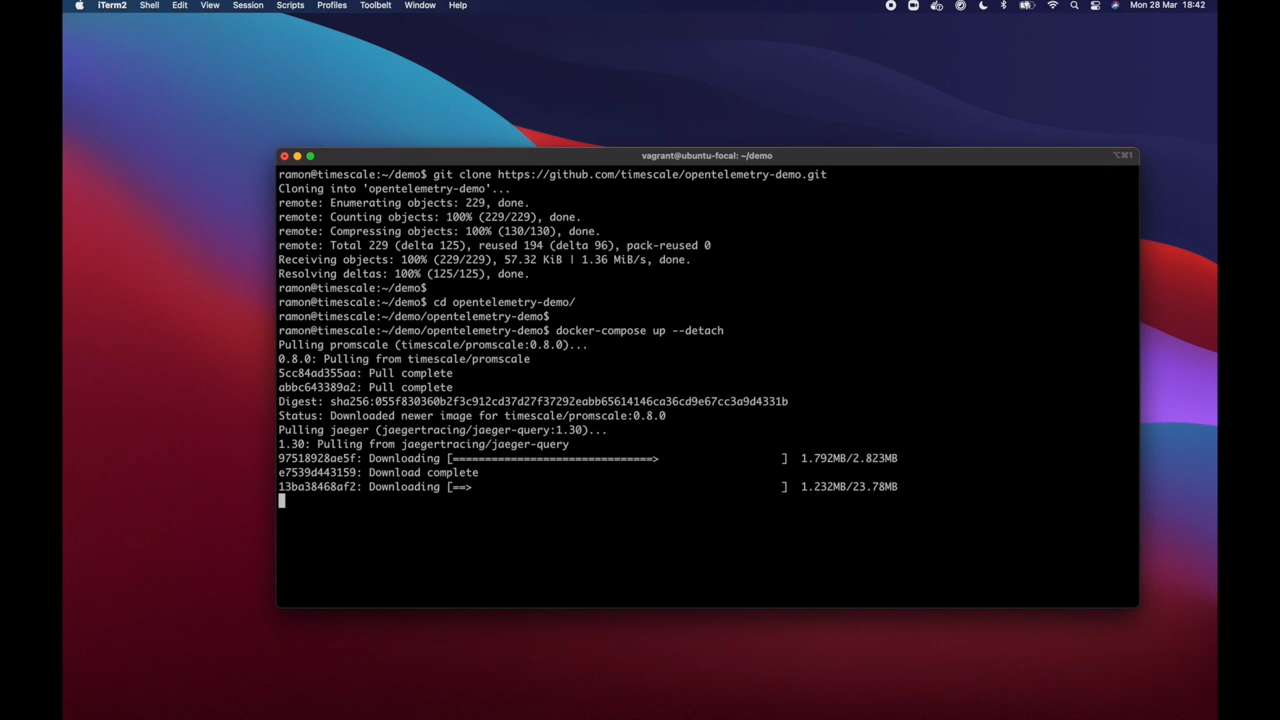 iTerm2 Shell Edit View Session Scripts Profiles Toolbelt Window Help Mon 28 Mar 18:42
vagrant@ubuntu-focal: ~/demo ⌥⌘1
ramon@timescale:~/demo$ git clone https://github.com/timescale/opentelemetry-demo.git
Cloning into 'opentelemetry-demo'...
remote: Enumerating objects: 229, done.
remote: Counting objects: 100% (229/229), done.
remote: Compressing objects: 100% (130/130), done.
remote: Total 229 (delta 125), reused 194 (delta 96), pack-reused 0
Receiving objects: 100% (229/229), 57.32 KiB | 1.36 MiB/s, done.
Resolving deltas: 100% (125/125), done.
ramon@timescale:~/demo$
ramon@timescale:~/demo$ cd opentelemetry-demo/
ramon@timescale:~/demo/opentelemetry-demo$
ramon@timescale:~/demo/opentelemetry-demo$ docker-compose up --detach
Pulling promscale (timescale/promscale:0.8.0)...
0.8.0: Pulling from timescale/promscale
5cc84ad355aa: Pull complete
abbc643389a2: Pull complete
Digest: sha256:055f830360b2f3c912cd37d27f37292eabb65614146ca36cd9e67cc3a9d4331b
Status: Downloaded newer image for timescale/promscale:0.8.0
Pulling jaeger (jaegertracing/jaeger-query:1.30)...
1.30: Pulling from jaegertracing/jaeger-query
97518928ae5f: Downloading [===============================> ] 1.792MB/2.823MB
e7539d443159: Download complete
13ba38468af2: Downloading [==> ] 1.232MB/23.78MB